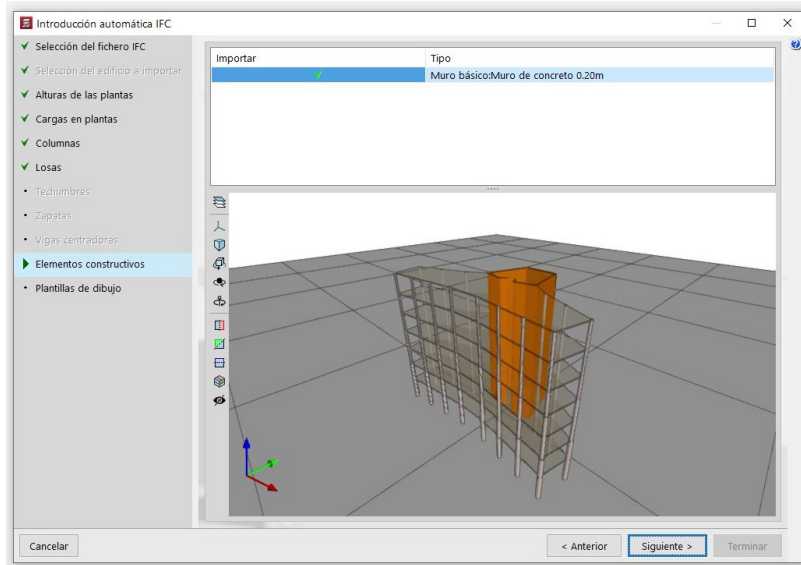 Introducción automática IFC
Selección del fichero IFC
Selección del edificio a importar
Alturas de las plantas
Cargas en plantas
Columnas
Losas
Techumbres
Zapatas
Vigas centradoras
Elementos constructivos
Plantillas de dibujo
Importar Tipo
Muro básico:Muro de concreto 0.20m
Cancelar < Anterior Siguiente > Terminar